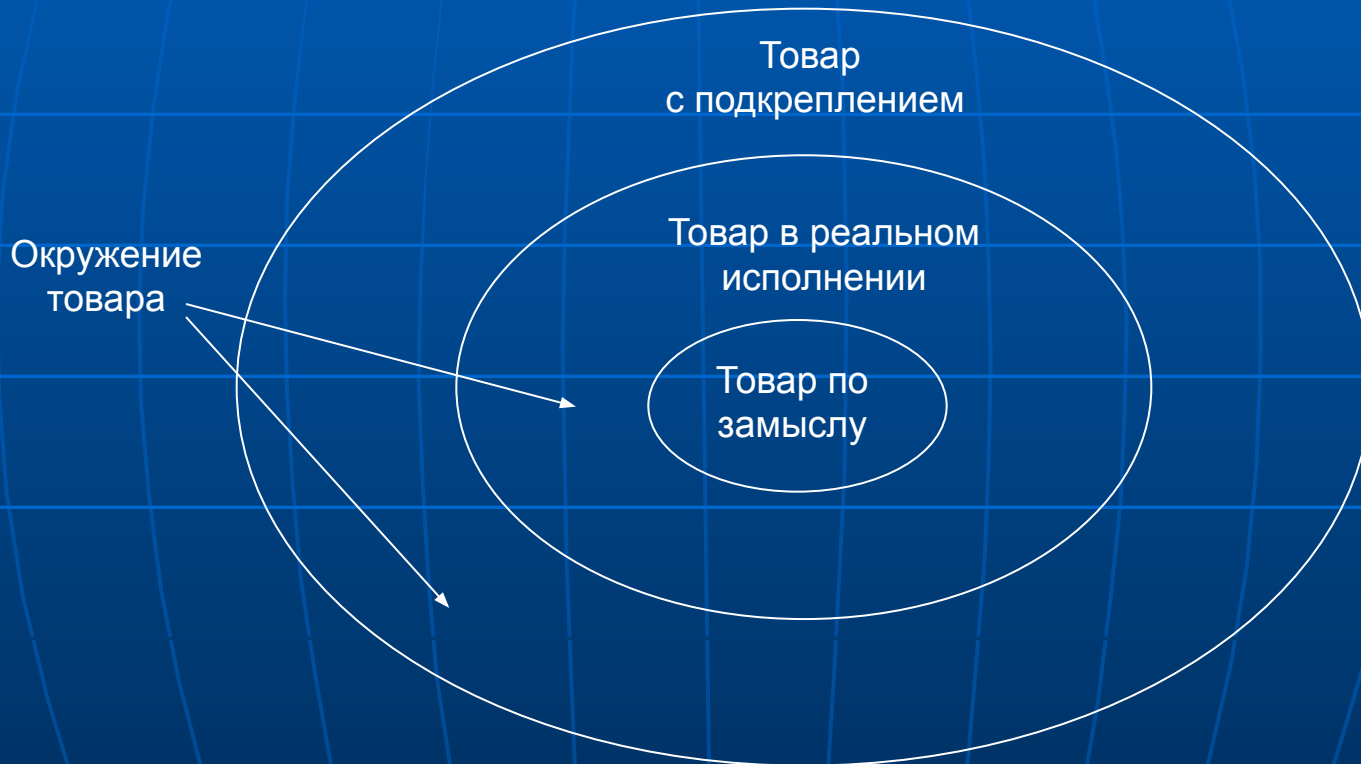 Товар
с подкреплением
Товар в реальном
исполнении
Окружение
товара
Товар по
замыслу